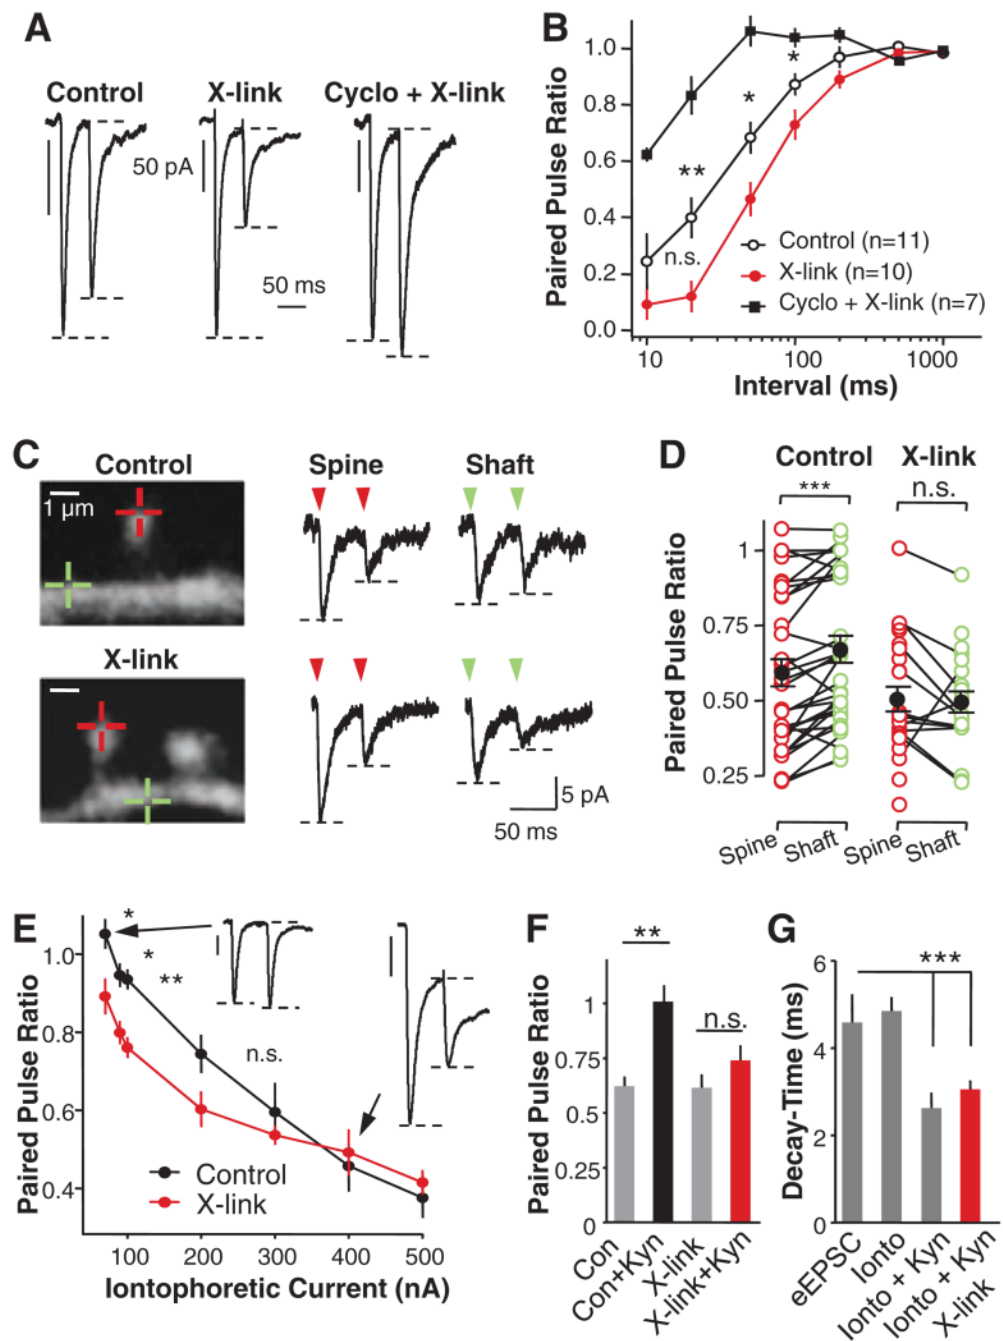 A
Control
X-link
Cyclo + X-link
50 pA
50 ms
B
Paired Pulse Ratio
1.0
0.8
0.6
0.4
0.2
0.0
*
*
**
n.s.
Control (n=11)
X-link (n=10)
Cyclo + X-link (n=7)
10
100
1000
Interval (ms)
C
Control
Spine
Shaft
1 µm
X-link
5 pA
50 ms
D
Control
X-link
***
n.s.
Paired Pulse Ratio
1
0.75
0.50
0.25
Spine
Shaft
Spine
Shaft
E
Paired Pulse Ratio
1.0
0.8
0.6
0.4
*
*
**
n.s.
Control
X-link
100
200
300
400
500
Iontophoretic Current (nA)
F
**
n.s.
Paired Pulse Ratio
1
0.75
0.5
0.25
0
Con
Con+Kyn
X-link
X-link+Kyn
G
***
Decay-Time (ms)
6
4
2
0
eEPSC
Ionto
Ionto + Kyn
Ionto + Kyn
X-link